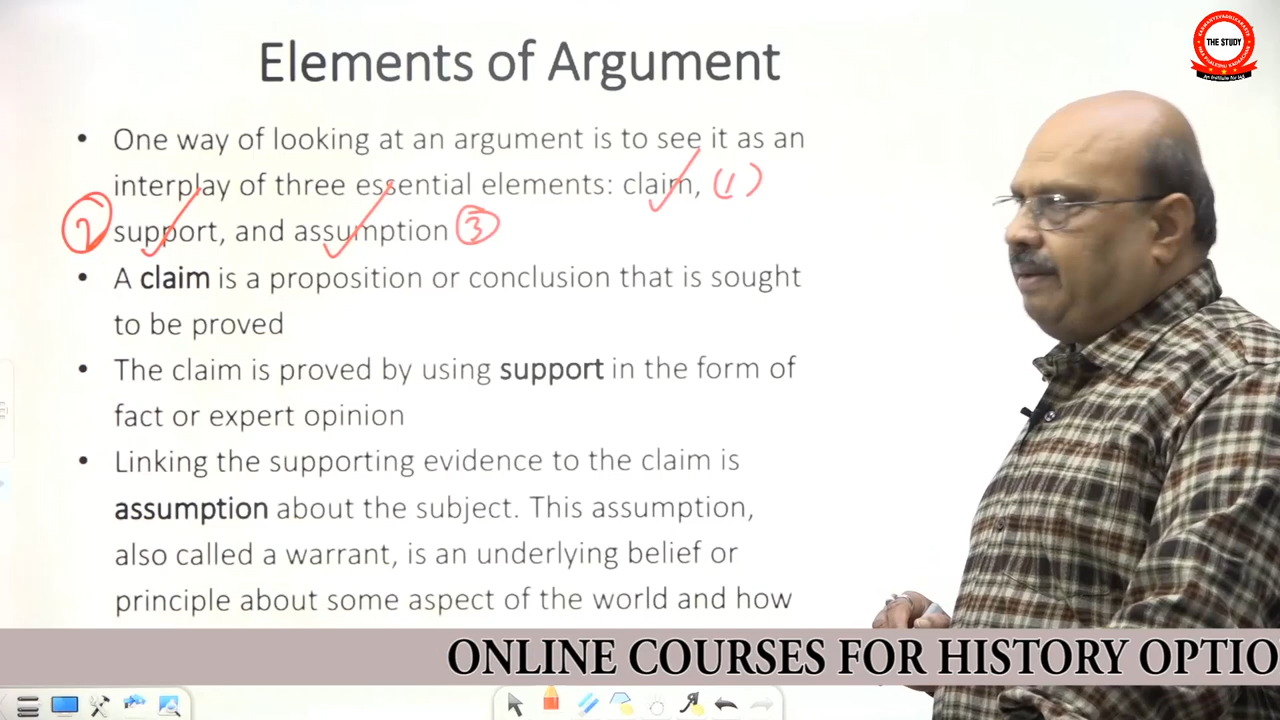 Elements of Argument
THE STUDY
An Institute for IAS
• One way of looking at an argument is to see it as an
interplay of three essential elements: claim, (1)
2 support, and assumption 3
• A claim is a proposition or conclusion that is sought
to be proved
• The claim is proved by using support in the form of
fact or expert opinion
• Linking the supporting evidence to the claim is
assumption about the subject. This assumption,
also called a warrant, is an underlying belief or
principle about some aspect of the world and how
ONLINE COURSES FOR HISTORY OPTIO